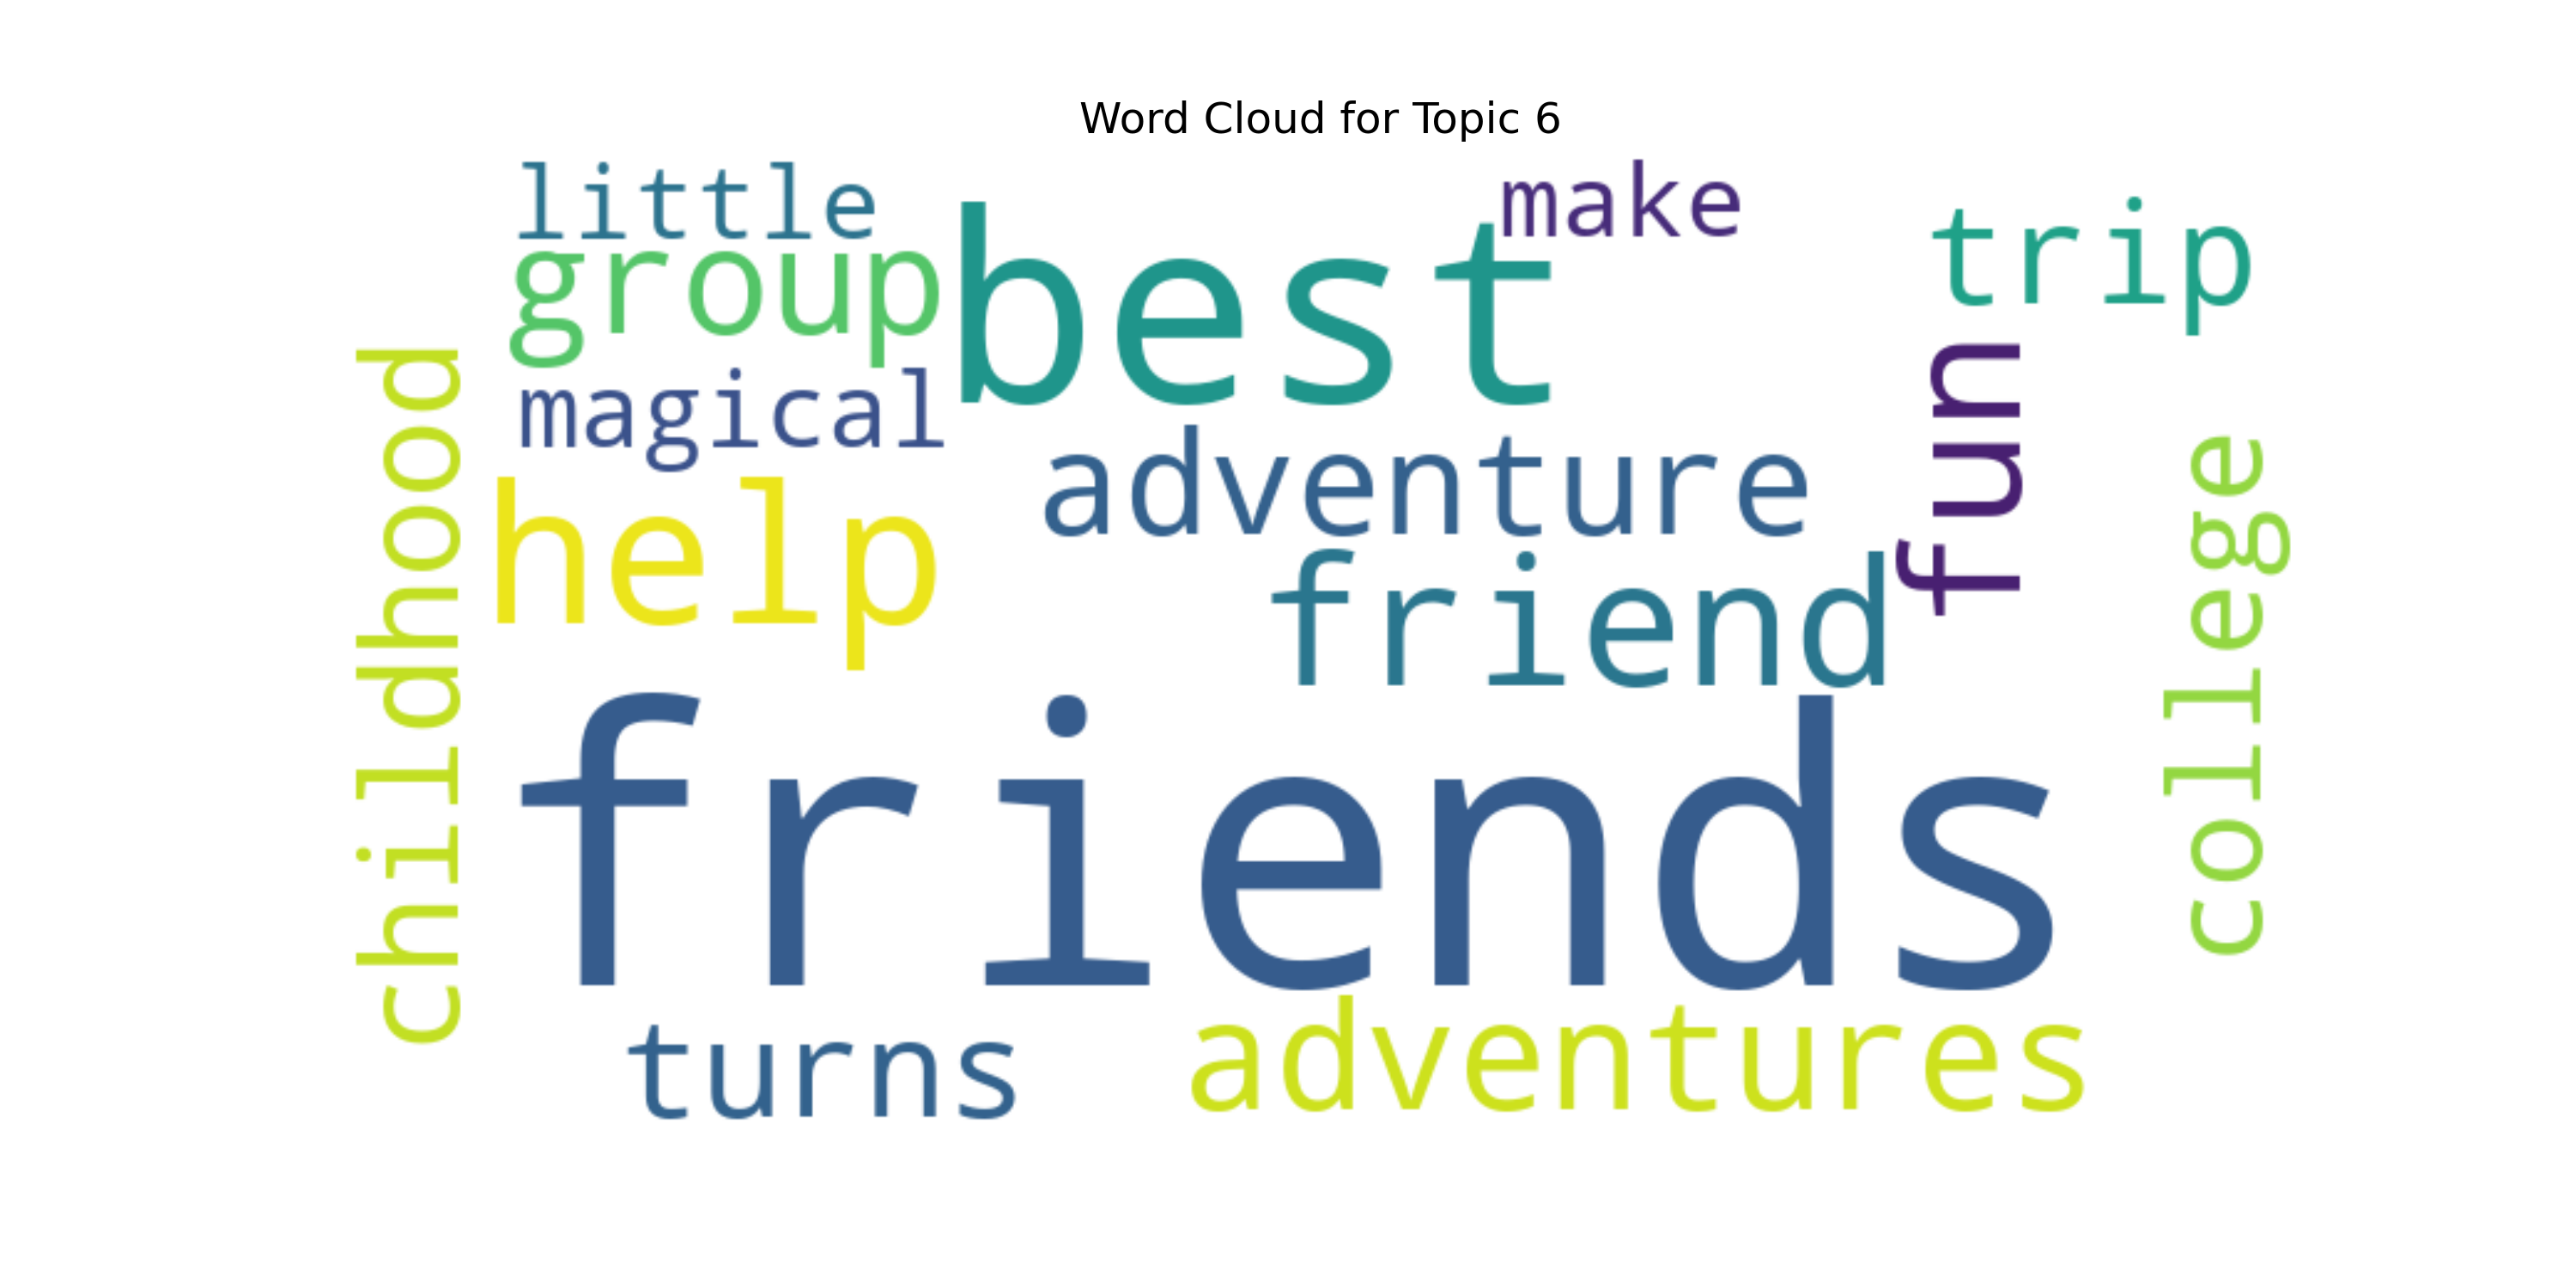 Word Cloud for Topic 6
little
make
group
best
trip
magical
fun
childhood
help
adventure
friend
college
friends
turns
adventures